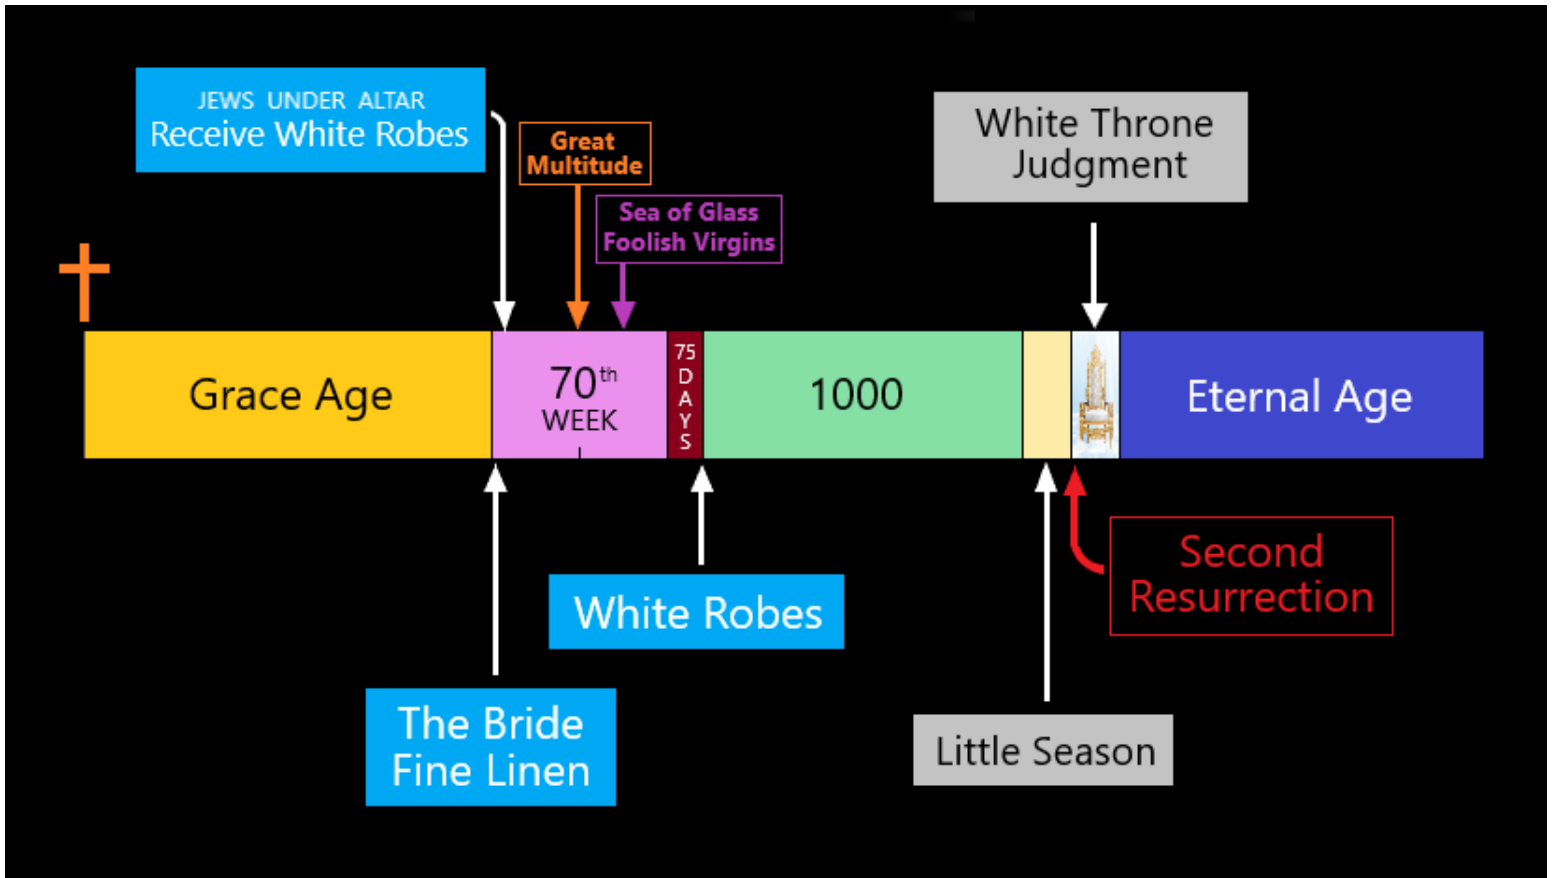 JEWS UNDER ALTAR
Receive White Robes
Great
Multitude
Sea of Glass
Foolish Virgins
White Throne
Judgment
Grace Age
70th
WEEK
75
D
A
Y
S
1000
Eternal Age
White Robes
Second
Resurrection
The Bride
Fine Linen
Little Season